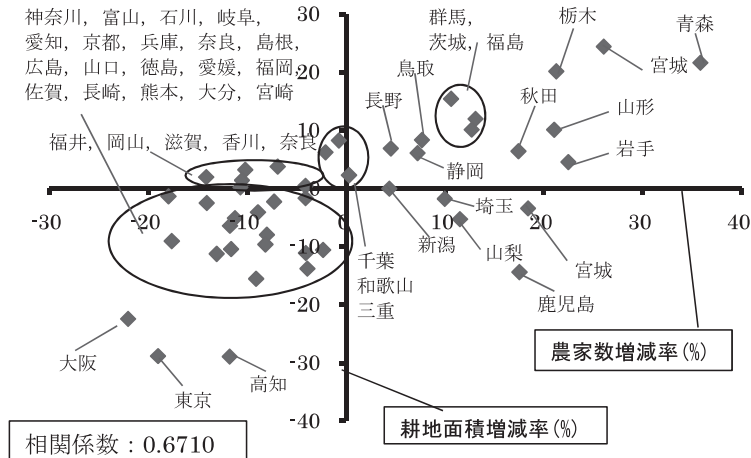 神奈川，富山，石川，岐阜，
愛知，京都，兵庫，奈良，島根，
広島，山口，徳島，愛媛，福岡，
佐賀，長崎，熊本，大分，宮崎
福井，岡山，滋賀，香川，奈良
群馬，
茨城，福島
栃木
青森
宮城
鳥取
長野
秋田
山形
岩手
静岡
埼玉
新潟
山梨
宮城
鹿児島
千葉
和歌山
三重
大阪
東京
高知
30
20
10
0
-10
-20
-30
-40
-30
-20
-10
10
20
30
40
農家数増減率(%)
耕地面積増減率(%)
相関係数：0.6710